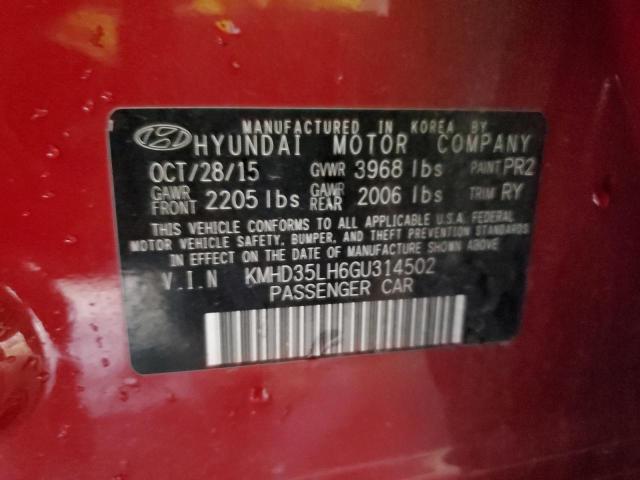 MANUFACTURED IN KOREA BY
HYUNDAI MOTOR COMPANY
OCT/28/15 GVWR 3968 lbs PAINT PR2
GAWR FRONT 2205 lbs GAWR REAR 2006 lbs TRIM RY
THIS VEHICLE CONFORMS TO ALL APPLICABLE U.S.A. FEDERAL
MOTOR VEHICLE SAFETY, BUMPER, AND THEFT PREVENTION STANDARDS
IN EFFECT ON THE DATE OF MANUFACTURE SHOWN ABOVE.
V.I.N KMHD35LH6GU314502
PASSENGER CAR